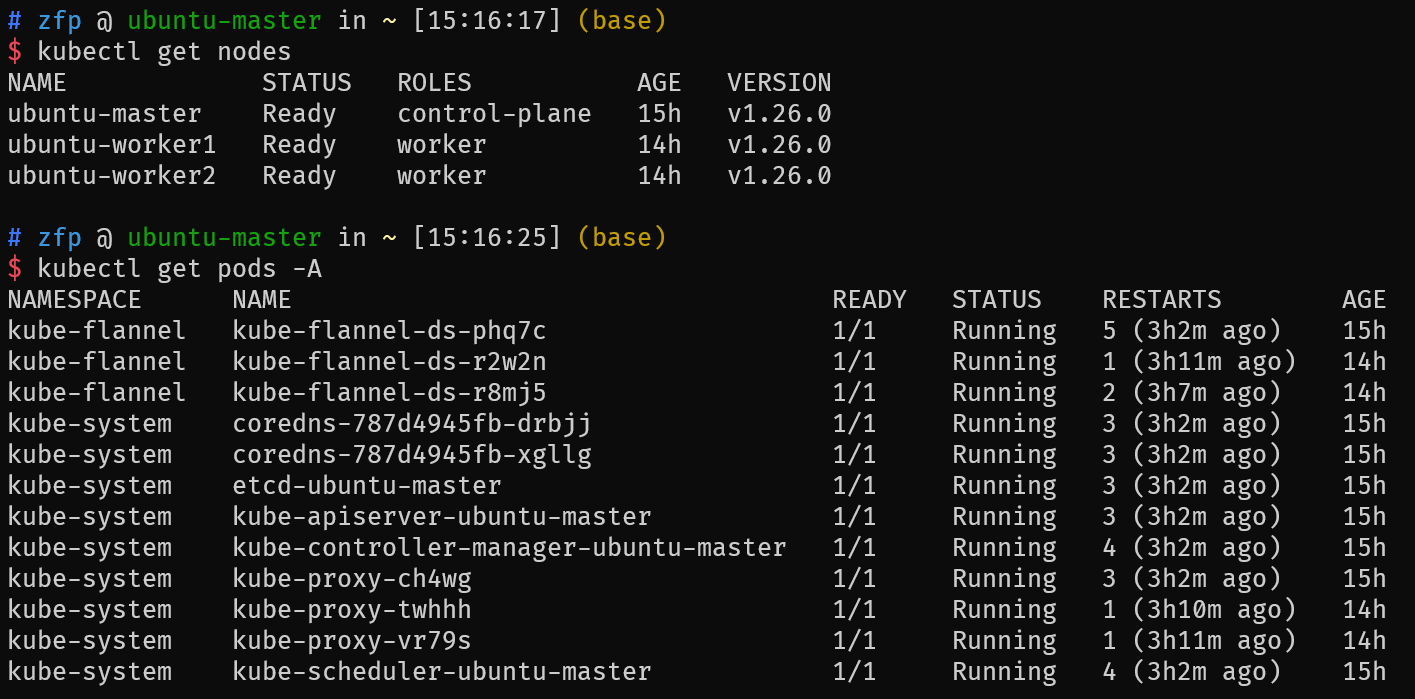 # zfp @ ubuntu-master in ~ [15:16:17] (base)
$ kubectl get nodes
NAME             STATUS   ROLES           AGE   VERSION
ubuntu-master    Ready    control-plane   15h   v1.26.0
ubuntu-worker1   Ready    worker          14h   v1.26.0
ubuntu-worker2   Ready    worker          14h   v1.26.0
# zfp @ ubuntu-master in ~ [15:16:25] (base)
$ kubectl get pods -A
NAMESPACE      NAME                                    READY   STATUS    RESTARTS        AGE
kube-flannel   kube-flannel-ds-phq7c                   1/1     Running   5 (3h2m ago)    15h
kube-flannel   kube-flannel-ds-r2w2n                   1/1     Running   1 (3h11m ago)   14h
kube-flannel   kube-flannel-ds-r8mj5                   1/1     Running   2 (3h7m ago)    14h
kube-system    coredns-787d4945fb-drbjj                1/1     Running   3 (3h2m ago)    15h
kube-system    coredns-787d4945fb-xgllg                1/1     Running   3 (3h2m ago)    15h
kube-system    etcd-ubuntu-master                      1/1     Running   3 (3h2m ago)    15h
kube-system    kube-apiserver-ubuntu-master            1/1     Running   3 (3h2m ago)    15h
kube-system    kube-controller-manager-ubuntu-master   1/1     Running   4 (3h2m ago)    15h
kube-system    kube-proxy-ch4wg                        1/1     Running   3 (3h2m ago)    15h
kube-system    kube-proxy-twhhh                        1/1     Running   1 (3h10m ago)   14h
kube-system    kube-proxy-vr79s                        1/1     Running   1 (3h11m ago)   14h
kube-system    kube-scheduler-ubuntu-master            1/1     Running   4 (3h2m ago)    15h